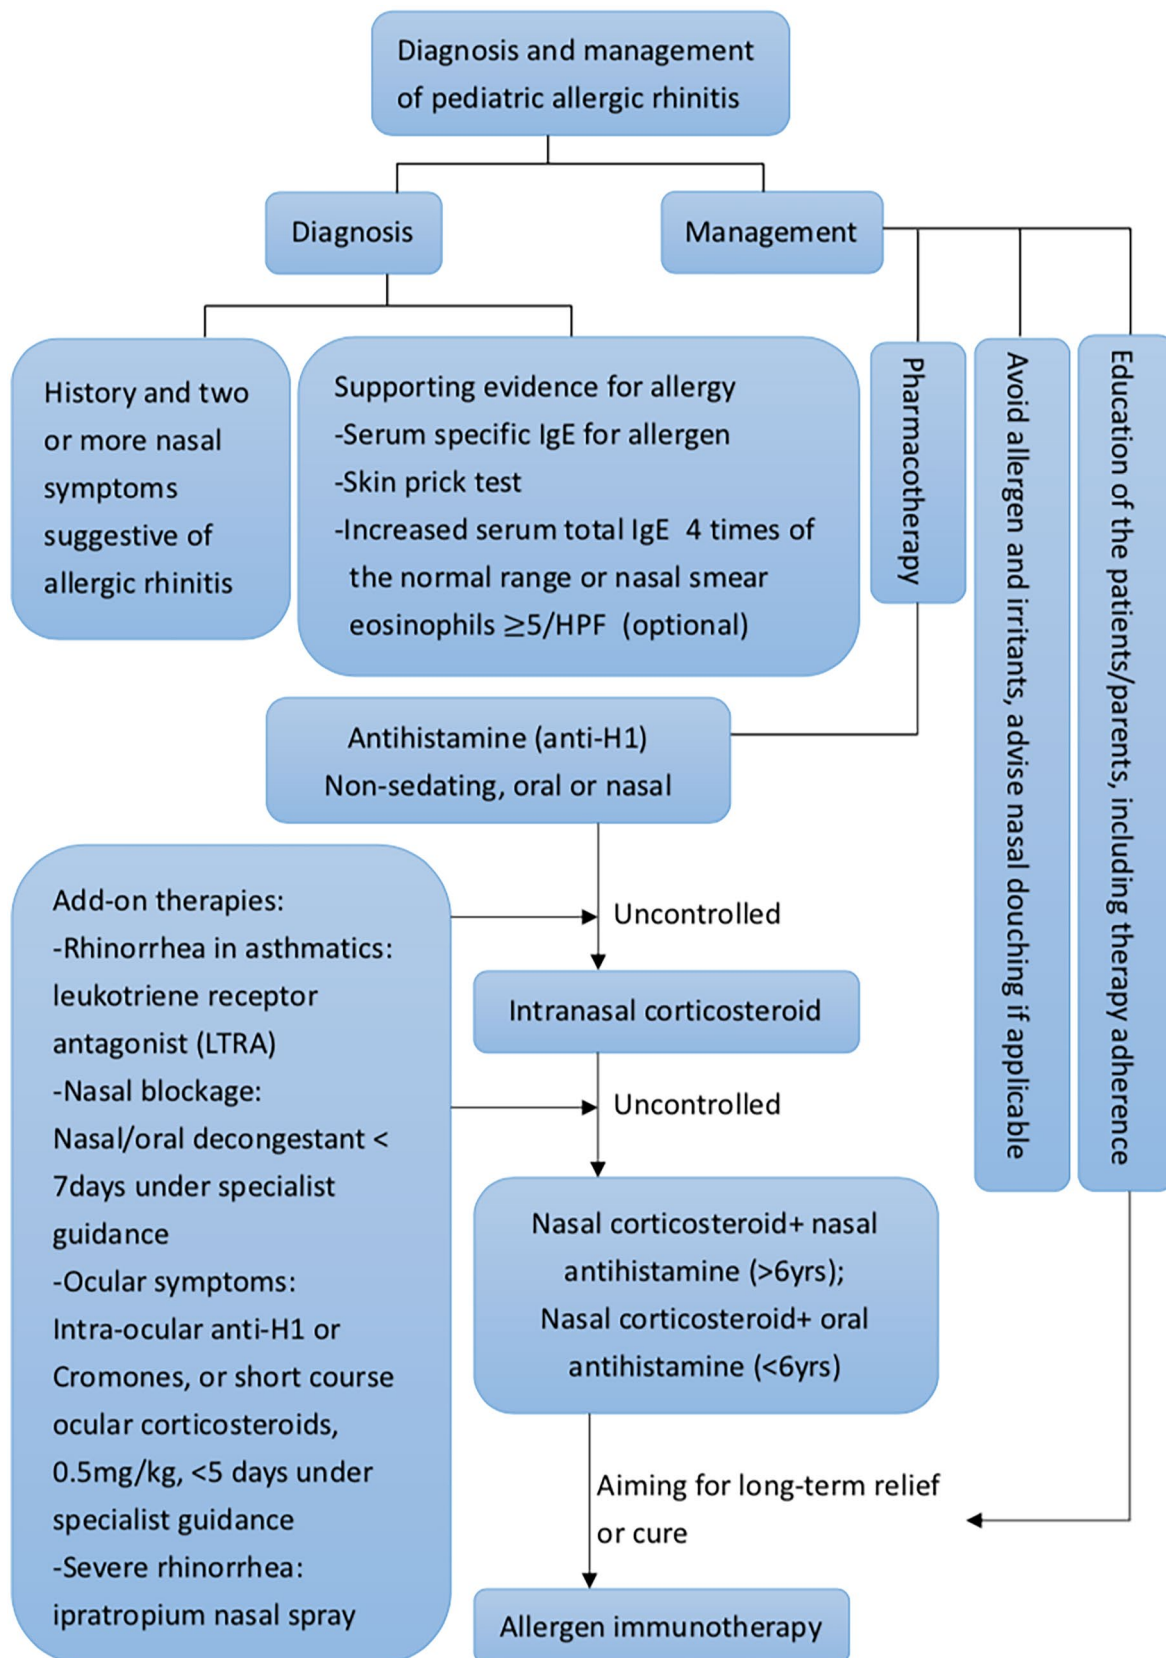 Diagnosis and management
of pediatric allergic rhinitis
Diagnosis
Management
History and two
or more nasal
symptoms
suggestive of
allergic rhinitis
Supporting evidence for allergy
-Serum specific IgE for allergen
-Skin prick test
-Increased serum total IgE  4 times of
the normal range or nasal smear
eosinophils ≥5/HPF  (optional)
Pharmacotherapy
Avoid allergen and irritants, advise nasal douching if applicable
Education of the patients/parents, including therapy adherence
Antihistamine (anti-H1)
Non-sedating, oral or nasal
Add-on therapies:
-Rhinorrhea in asthmatics:
leukotriene receptor
antagonist (LTRA)
-Nasal blockage:
Nasal/oral decongestant <
7days under specialist
guidance
-Ocular symptoms:
Intra-ocular anti-H1 or
Cromones, or short course
ocular corticosteroids,
0.5mg/kg, <5 days under
specialist guidance
-Severe rhinorrhea:
ipratropium nasal spray
Uncontrolled
Intranasal corticosteroid
Uncontrolled
Nasal corticosteroid+ nasal
antihistamine (>6yrs);
Nasal corticosteroid+ oral
antihistamine (<6yrs)
Aiming for long-term relief
or cure
Allergen immunotherapy